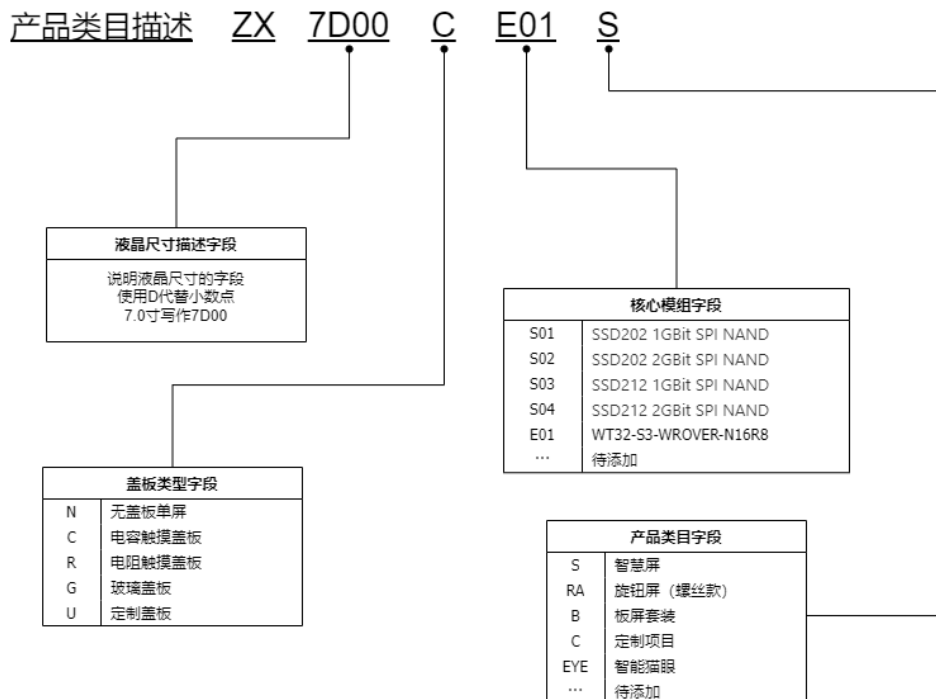 产品类目描述 ZX 7D00 C E01 S
液晶尺寸描述字段
说明液晶尺寸的字段
使用D代替小数点
7.0寸写作7D00
核心模组字段
S01 SSD202 1GBit SPI NAND
S02 SSD202 2GBit SPI NAND
S03 SSD212 1GBit SPI NAND
S04 SSD212 2GBit SPI NAND
E01 WT32-S3-WROVER-N16R8
… 待添加
盖板类型字段
N 无盖板单屏
C 电容触摸盖板
R 电阻触摸盖板
G 玻璃盖板
U 定制盖板
产品类目字段
S 智慧屏
RA 旋钮屏（螺丝款）
B 板屏套装
C 定制项目
EYE 智能猫眼
… 待添加